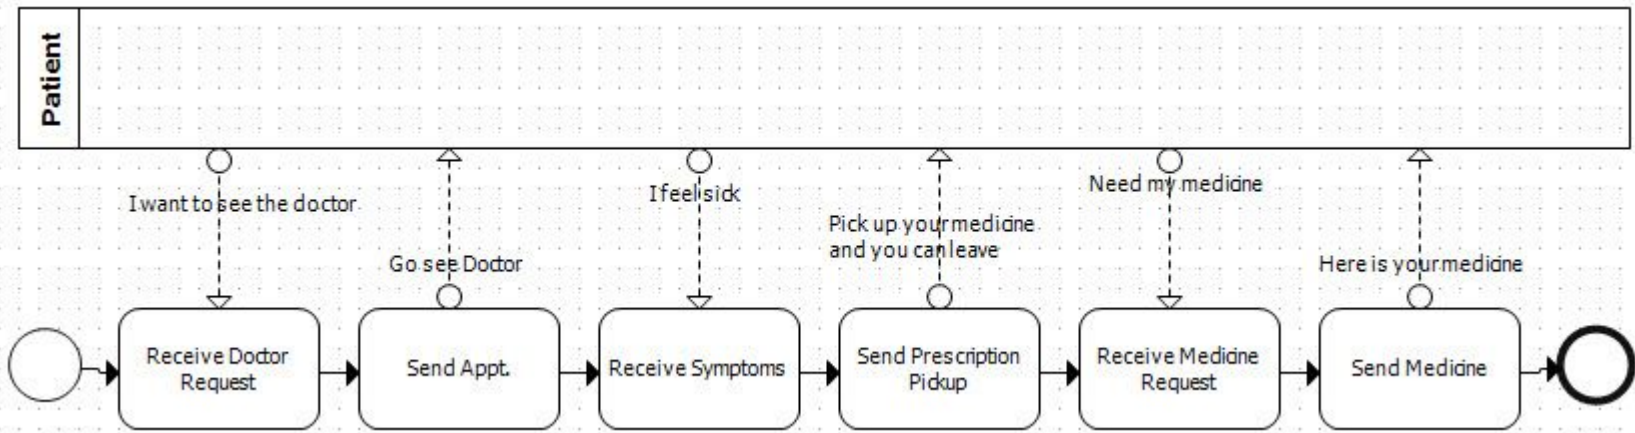 Patient
I want to see the doctor
Go see Doctor
I feel sick
Pick up your medicine
and you can leave
Need my medicine
Here is your medicine
Receive Doctor
Request
Send Appt.
Receive Symptoms
Send Prescription
Pickup
Receive Medicine
Request
Send Medicine